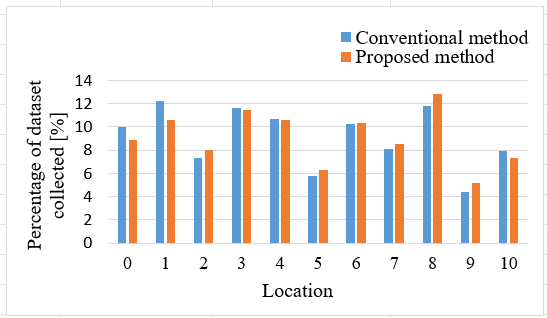 Conventional method
Proposed method
Percentage of dataset
collected [%]
14
12
10
8
6
4
2
0
0 1 2 3 4 5 6 7 8 9 10
Location